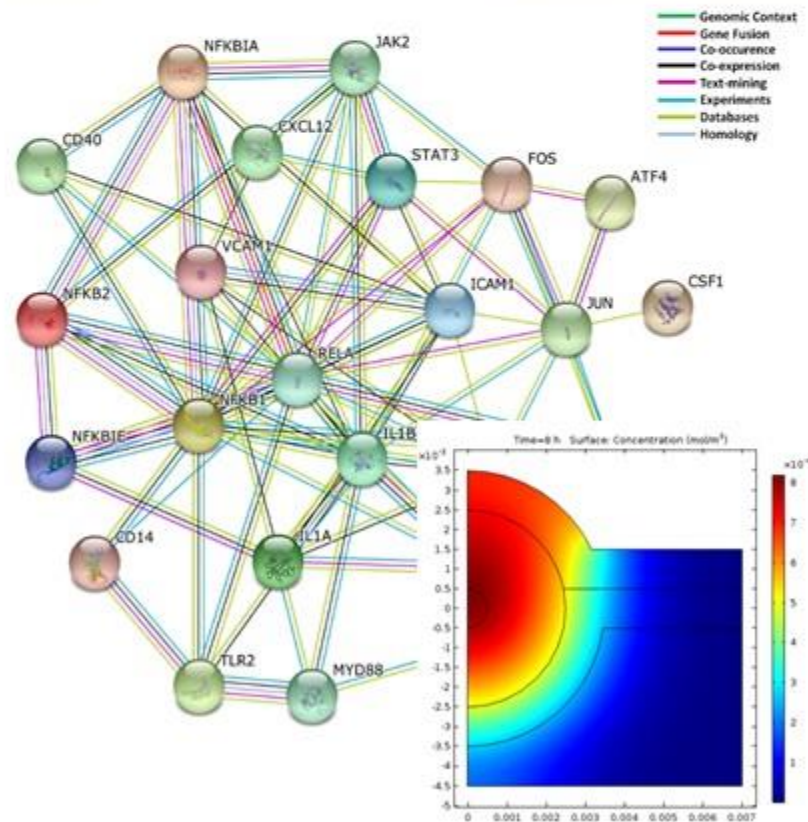 Genomic Context
Gene Fusion
Co-occurence
Co-expression
Text-mining
Experiments
Databases
Homology
NFKBIA
JAK2
CD40
CXCL12
STAT3
FOS
ATF4
VCAM1
NFKB2
ICAM1
CSF1
JUN
RELA
NFKB1
NFKBIE
IL1B
CD14
IL1A
TLR2
MYD88
Time=8 h Surface: Concentration (mol/m³)
3.5
3
2.5
2
1.5
1
0.5
0
-0.5
-1
-1.5
-2
-2.5
-3
-3.5
-4
-4.5
-5
0 0.001 0.002 0.003 0.004 0.005 0.006 0.007
8
7
6
5
4
3
2
1